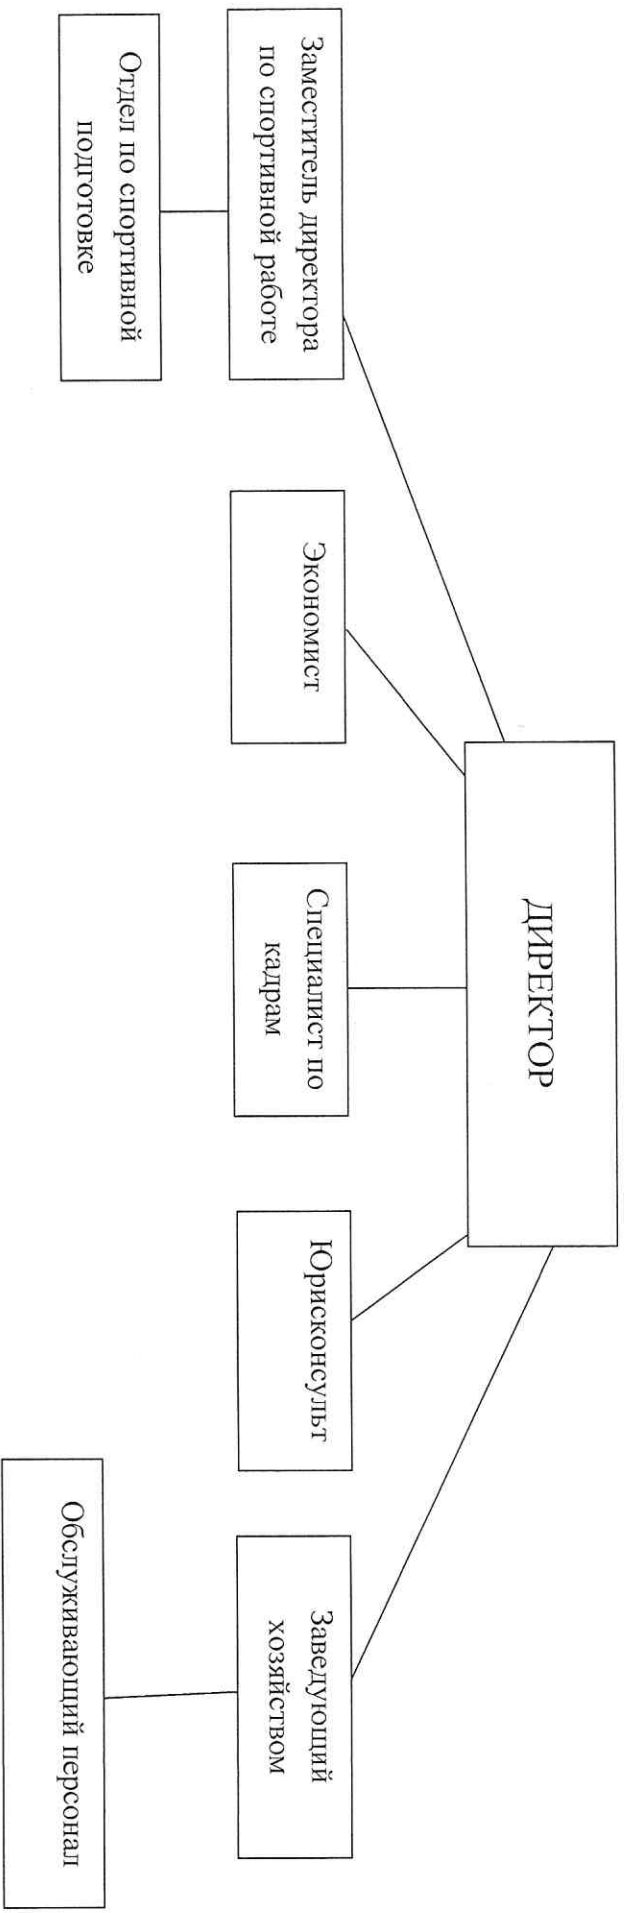 ДИРЕКТОР
Заместитель директора
по спортивной работе
Экономист
Специалист по
кадрам
Юрисконсульт
Заведующий
хозяйством
Отдел по спортивной
подготовке
Обслуживающий персонал